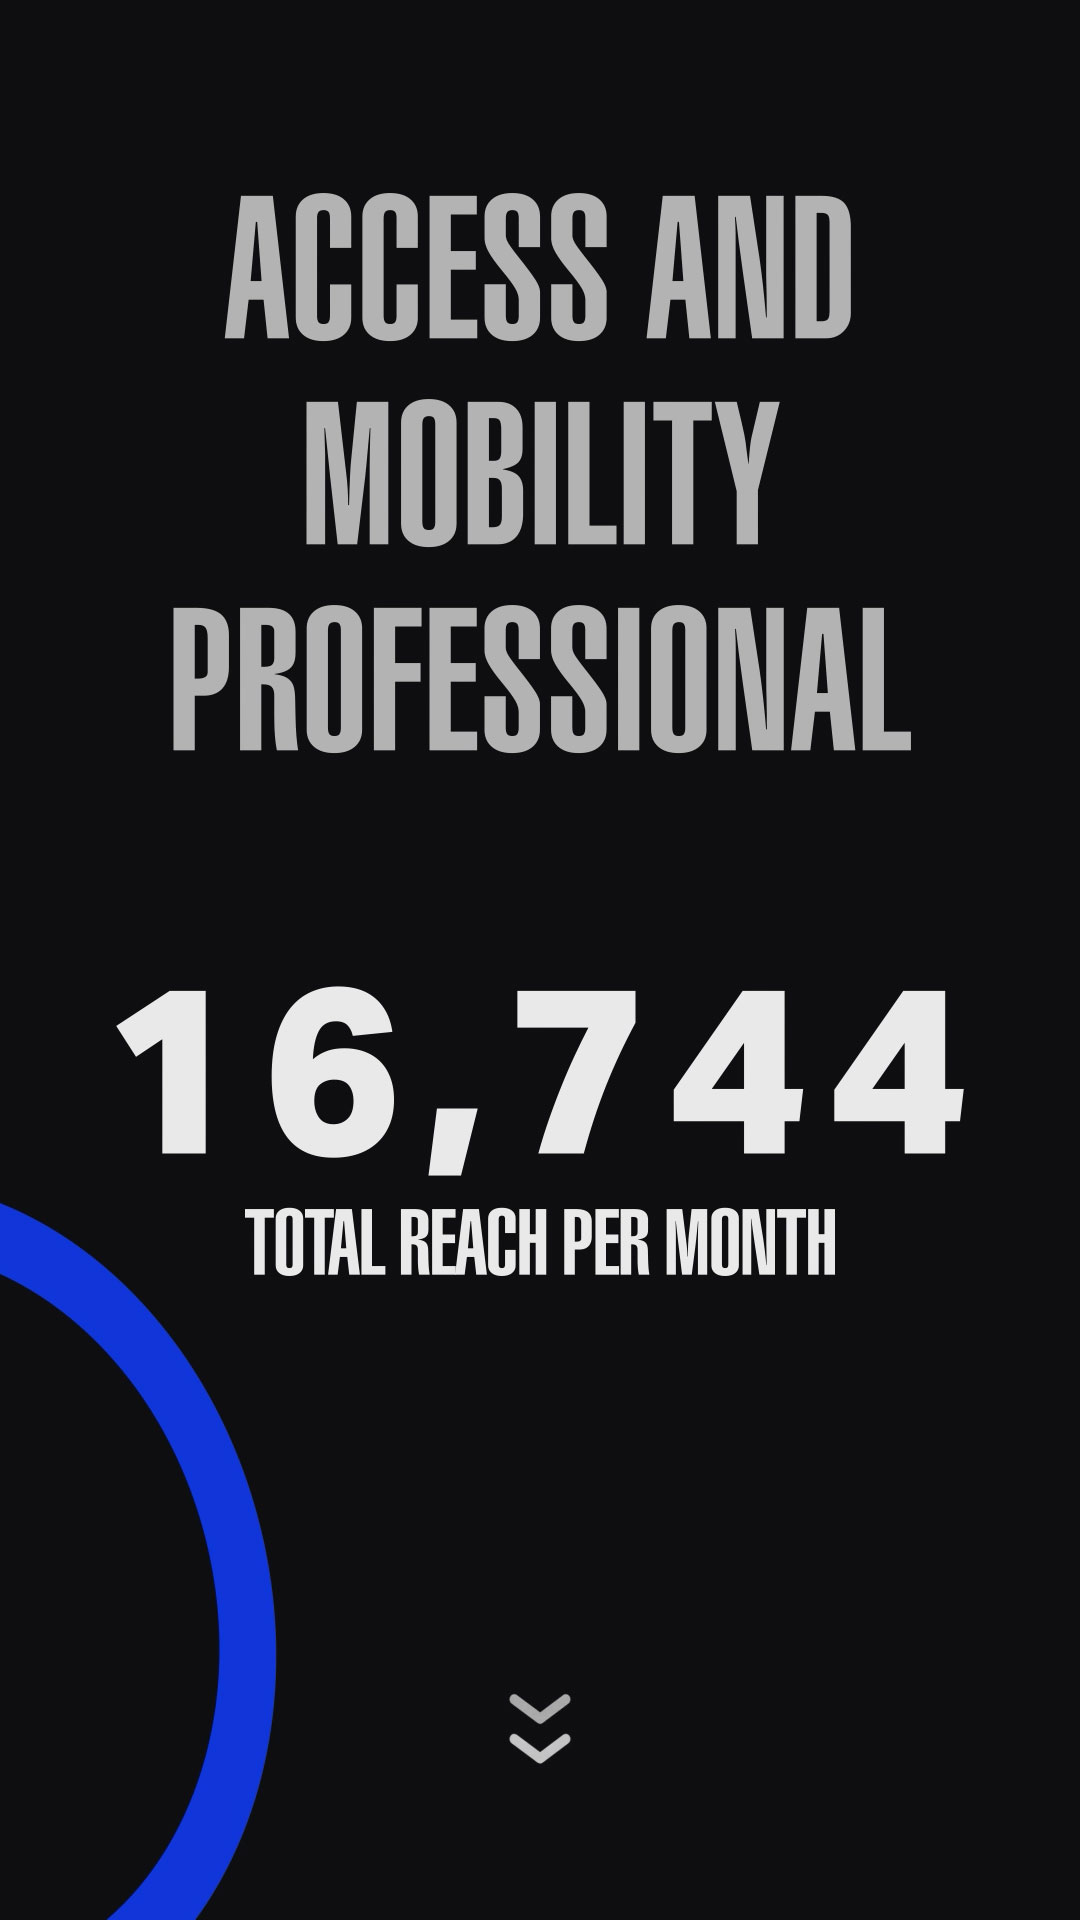 ACCESS AND
MOBILITY
PROFESSIONAL
16,744
TOTAL REACH PER MONTH